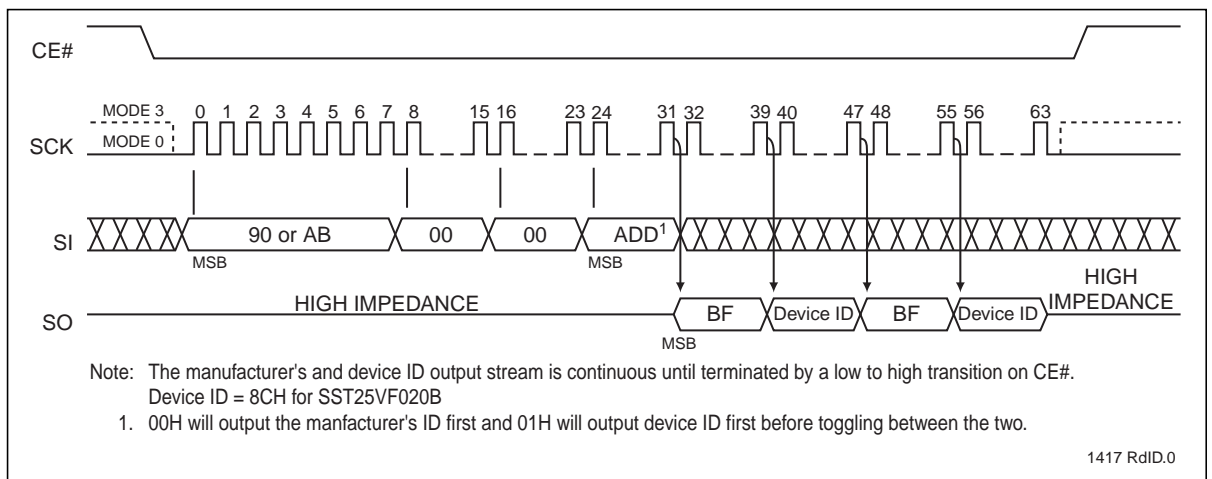 CE#
MODE 3 0 1 2 3 4 5 6 7 8 15 16 23 24 31 32 39 40 47 48 55 56 63
SCK MODE 0
SI 90 or AB 00 00 ADD1
MSB MSB
HIGH IMPEDANCE HIGH IMPEDANCE
SO BF Device ID BF Device ID
MSB
Note: The manufacturer's and device ID output stream is continuous until terminated by a low to high transition on CE#.
Device ID = 8CH for SST25VF020B
1. 00H will output the manfacturer's ID first and 01H will output device ID first before toggling between the two.
1417 RdID.0